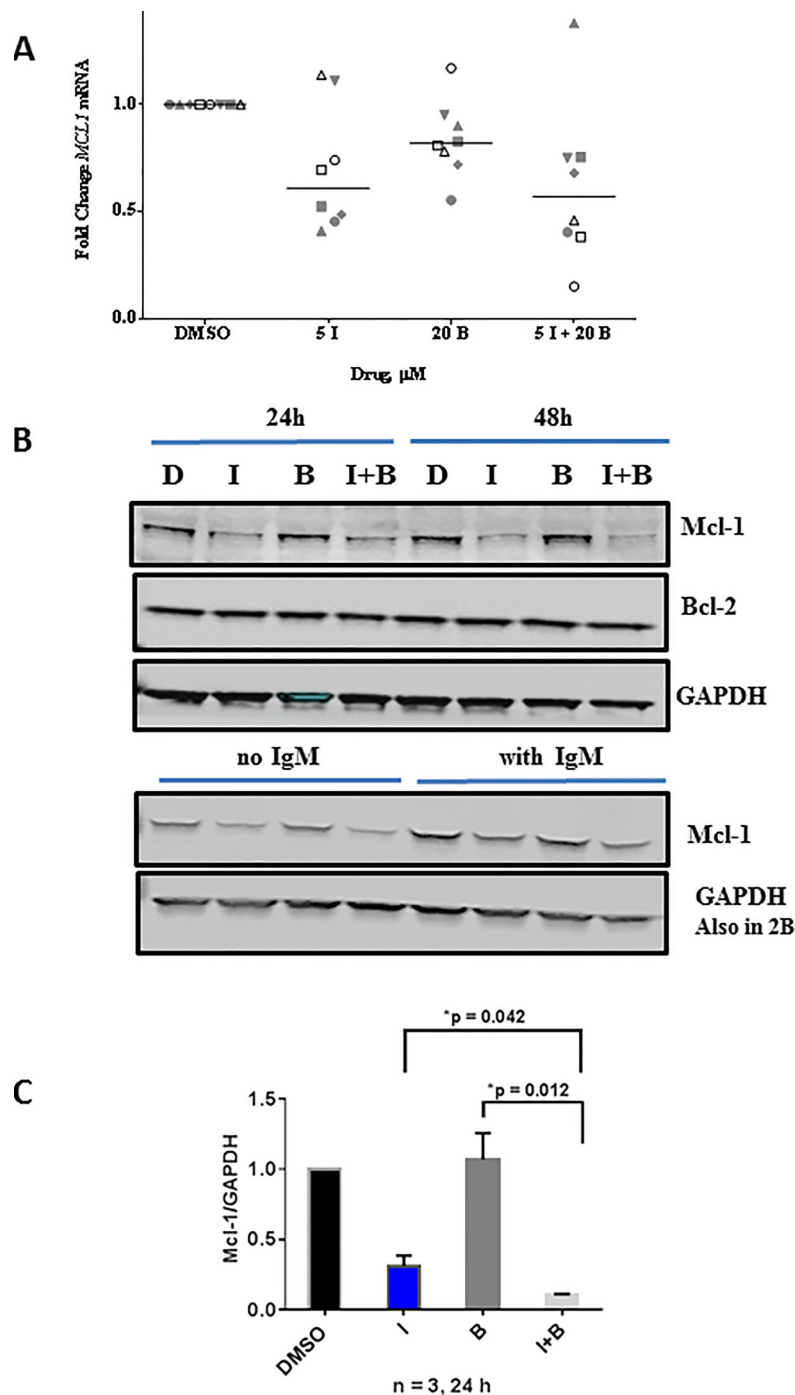 A
Fold Change MCL1 mRNA
1.0
0.5
0.0
DMSO 5 I 20 B 5 I + 20 B
Drug, μM
B
24h 48h
D I B I+B D I B I+B
Mcl-1
Bcl-2
GAPDH
no IgM with IgM
Mcl-1
GAPDH
Also in 2B
C
*p = 0.042
*p = 0.012
Mcl-1/GAPDH
1.5
1.0
0.5
0.0
DMSO I B I+B
n = 3, 24 h